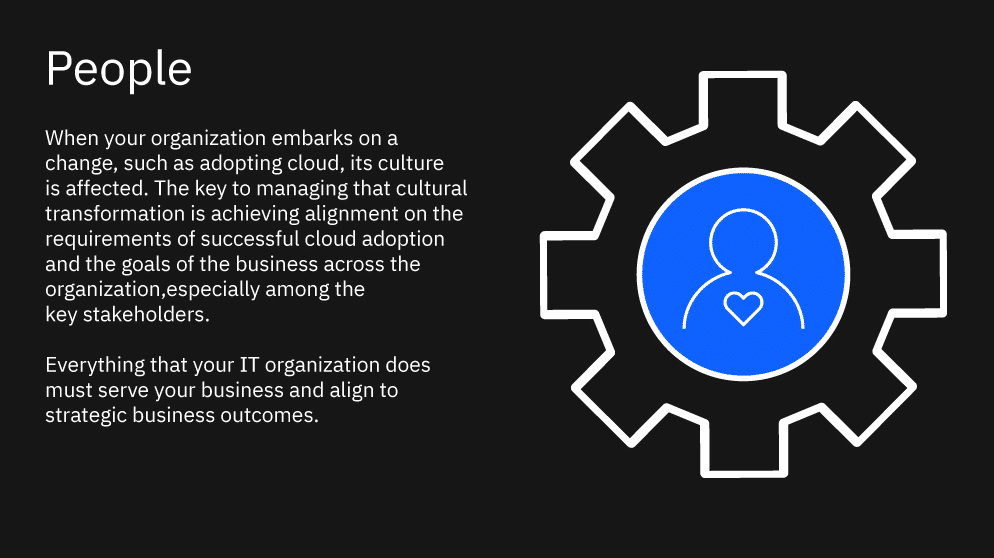 People
When your organization embarks on a
change, such as adopting cloud, its culture
is affected. The key to managing that cultural
transformation is achieving alignment on the
requirements of successful cloud adoption
and the goals of the business across the
organization,especially among the
key stakeholders.
Everything that your IT organization does
must serve your business and align to
strategic business outcomes.